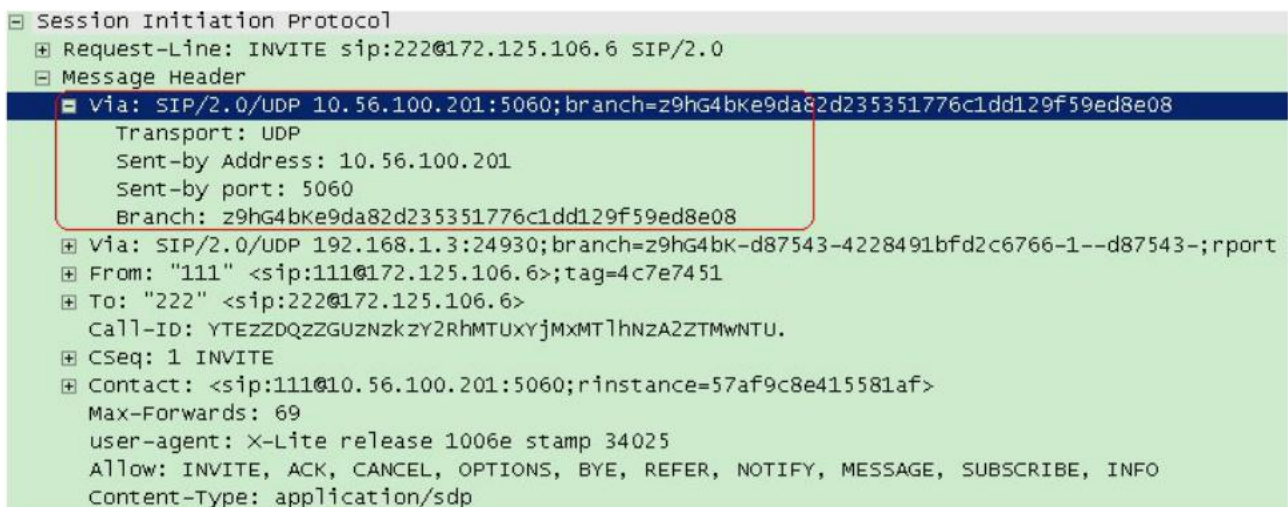 Session Initiation Protocol
Request-Line: INVITE sip:222@172.125.106.6 SIP/2.0
Message Header
Via: SIP/2.0/UDP 10.56.100.201:5060;branch=z9hG4bKe9da82d235351776c1dd129f59ed8e08
Transport: UDP
Sent-by Address: 10.56.100.201
Sent-by port: 5060
Branch: z9hG4bKe9da82d235351776c1dd129f59ed8e08
Via: SIP/2.0/UDP 192.168.1.3:24930;branch=z9hG4bK-d87543-4228491bfd2c6766-1--d87543-;rport
From: "111" <sip:111@172.125.106.6>;tag=4c7e7451
To: "222" <sip:222@172.125.106.6>
Call-ID: YTEzZDQzZGUzNzkzY2RhMTUxYjMxMTlhNzA2ZTMwNTU.
CSeq: 1 INVITE
Contact: <sip:111@10.56.100.201:5060;rinstance=57af9c8e415581af>
Max-Forwards: 69
user-agent: X-Lite release 1006e stamp 34025
Allow: INVITE, ACK, CANCEL, OPTIONS, BYE, REFER, NOTIFY, MESSAGE, SUBSCRIBE, INFO
Content-Type: application/sdp